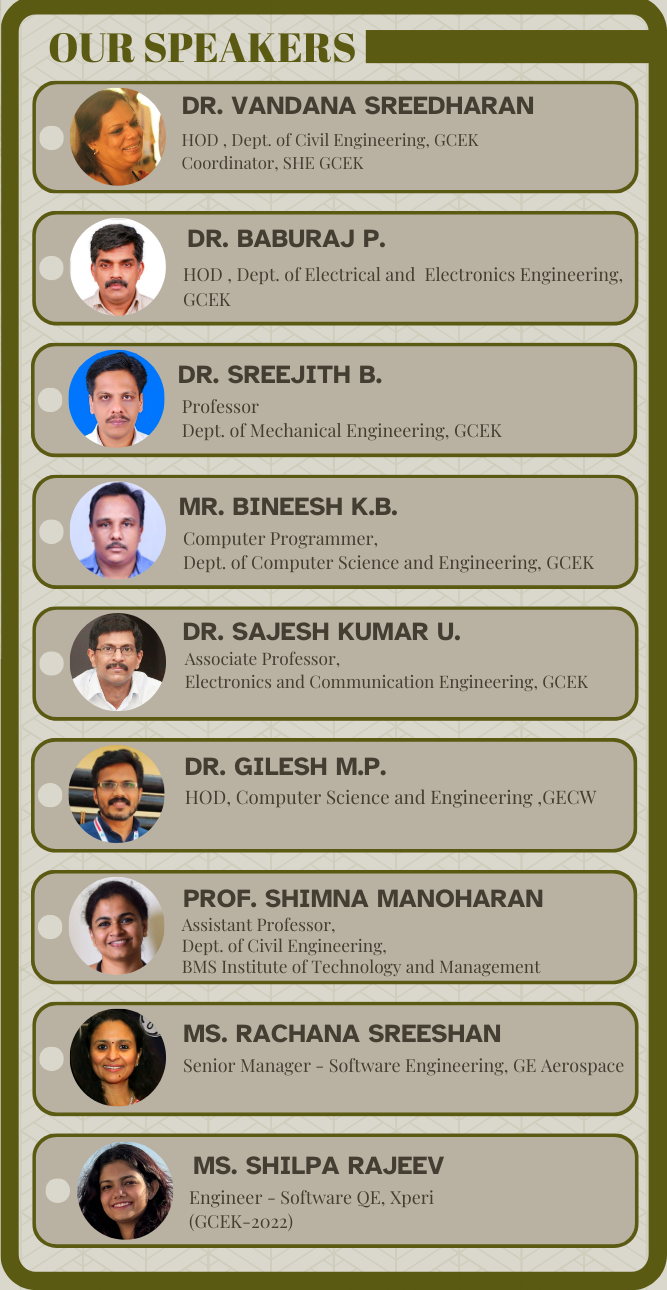 OUR SPEAKERS
DR. VANDANA SREEDHARAN
HOD , Dept. of Civil Engineering, GCEK
Coordinator, SHE GCEK
DR. BABURAJ P.
HOD , Dept. of Electrical and Electronics Engineering,
GCEK
DR. SREEJITH B.
Professor
Dept. of Mechanical Engineering, GCEK
MR. BINEESH K.B.
Computer Programmer,
Dept. of Computer Science and Engineering, GCEK
DR. SAJESH KUMAR U.
Associate Professor,
Electronics and Communication Engineering, GCEK
DR. GILESH M.P.
HOD, Computer Science and Engineering ,GECW
PROF. SHIMNA MANOHARAN
Assistant Professor,
Dept. of Civil Engineering,
BMS Institute of Technology and Management
MS. RACHANA SREESHAN
Senior Manager - Software Engineering, GE Aerospace
MS. SHILPA RAJEEV
Engineer - Software QE, Xperi
(GCEK-2022)